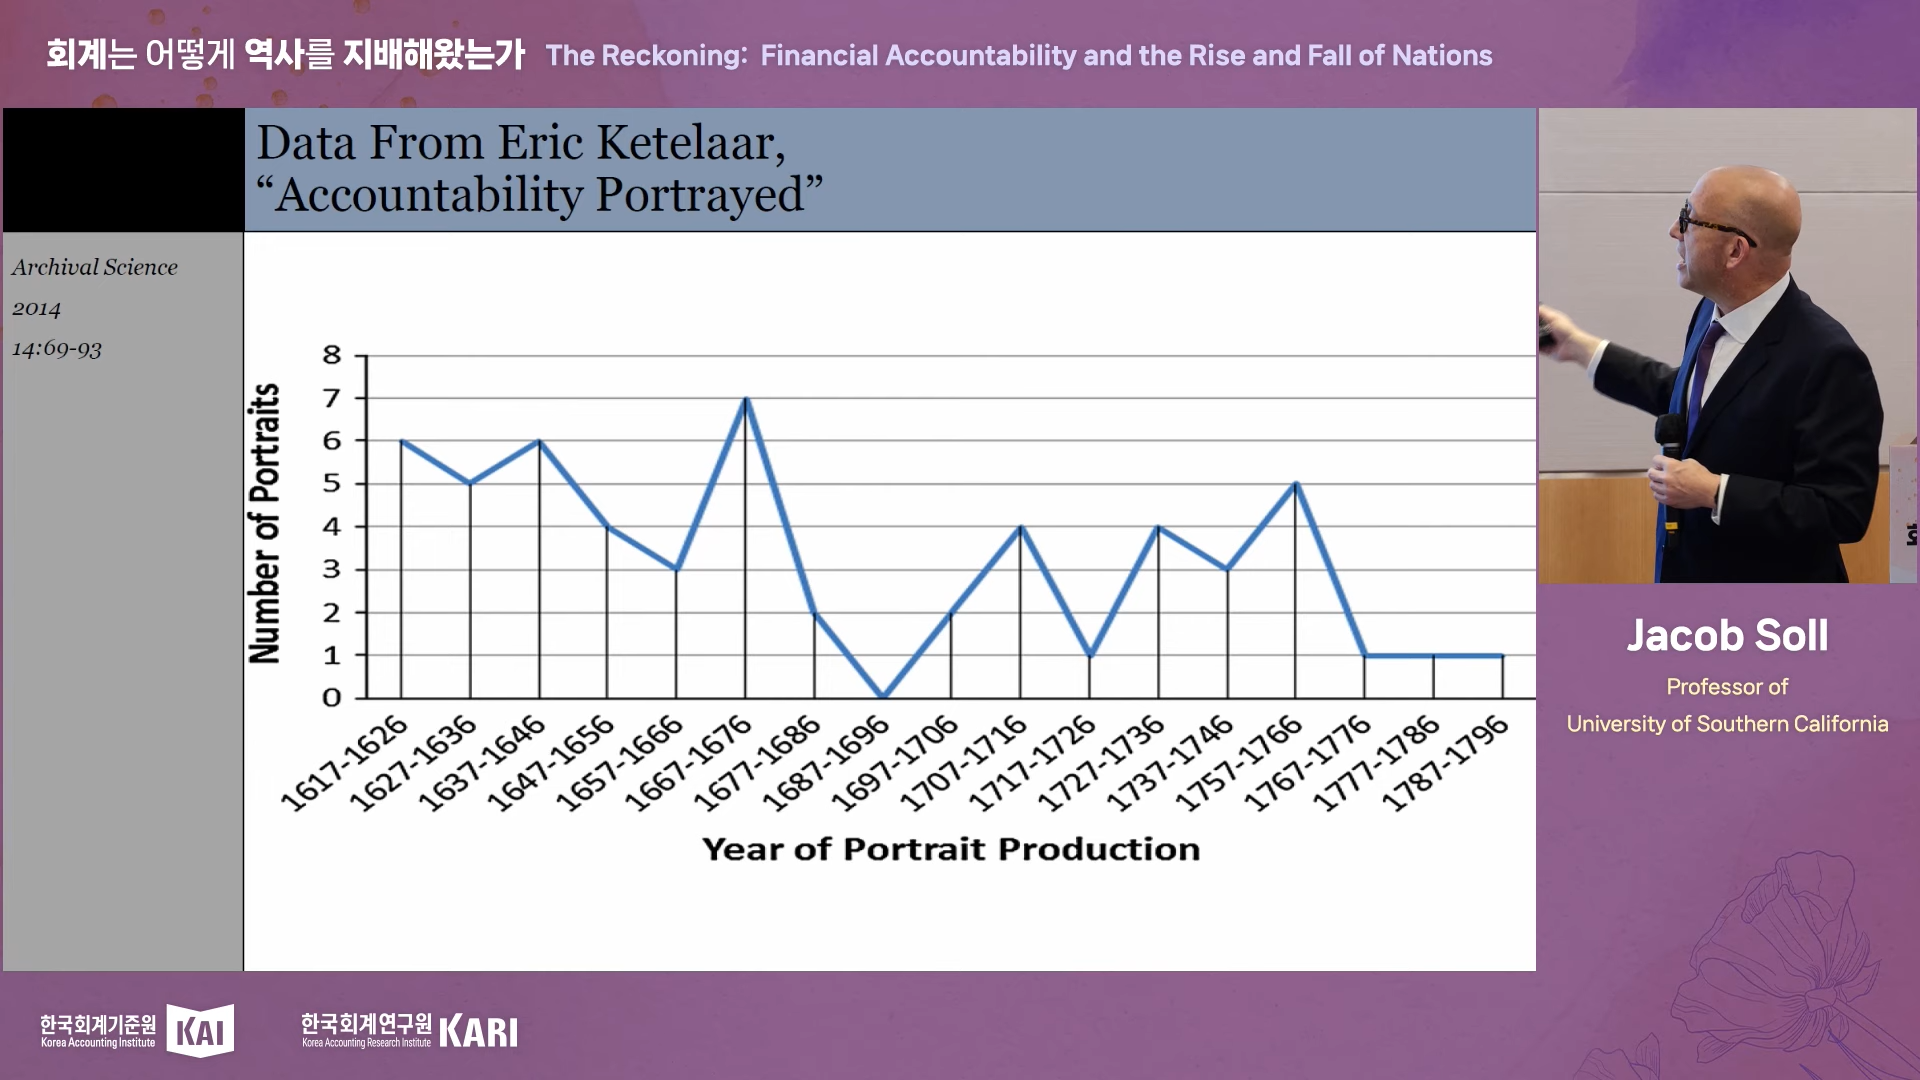 회계는 어떻게 역사를 지배해왔는가 The Reckoning: Financial Accountability and the Rise and Fall of Nations
Data From Eric Ketelaar,
“Accountability Portrayed”
Archival Science
2014
14:69-93
Number of Portraits
8
7
6
5
4
3
2
1
0
1617-1626
1627-1636
1637-1646
1647-1656
1657-1666
1667-1676
1677-1686
1687-1696
1697-1706
1707-1716
1717-1726
1727-1736
1737-1746
1757-1766
1767-1776
1777-1786
1787-1796
Year of Portrait Production
Jacob Soll
Professor of
University of Southern California
한국회계기준원
Korea Accounting Institute
KAI
한국회계연구원
Korea Accounting Research Institute
KARI